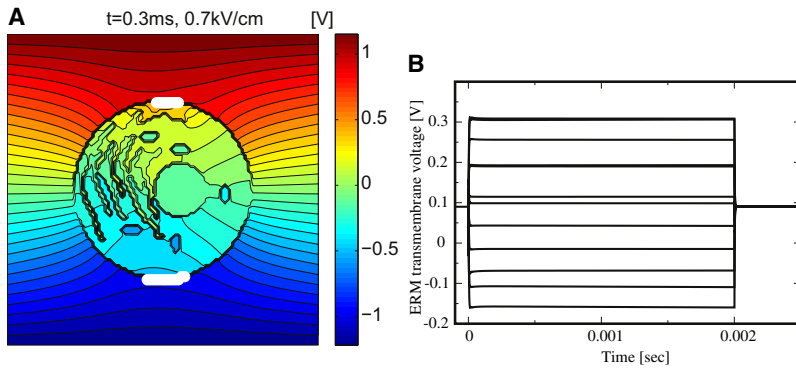 A
t=0.3ms, 0.7kV/cm
[V]
1
0.5
0
−0.5
−1
B
ERM transmembrane voltage [V]
0.3
0.2
0.1
0
-0.1
-0.2
0
0.001
0.002
Time [sec]